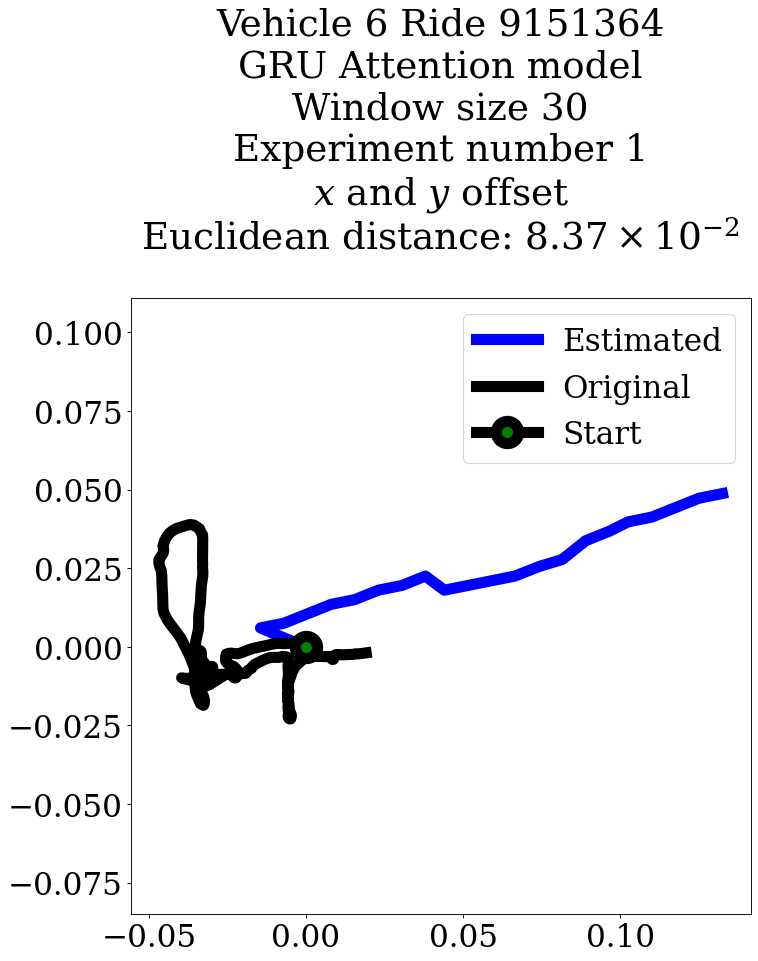 Vehicle 6 Ride 9151364
GRU Attention model
Window size 30
Experiment number 1
x and y offset
Euclidean distance: 8.37 × 10⁻²
Estimated
Original
Start
0.100
0.075
0.050
0.025
0.000
−0.025
−0.050
−0.075
−0.05 0.00 0.05 0.10